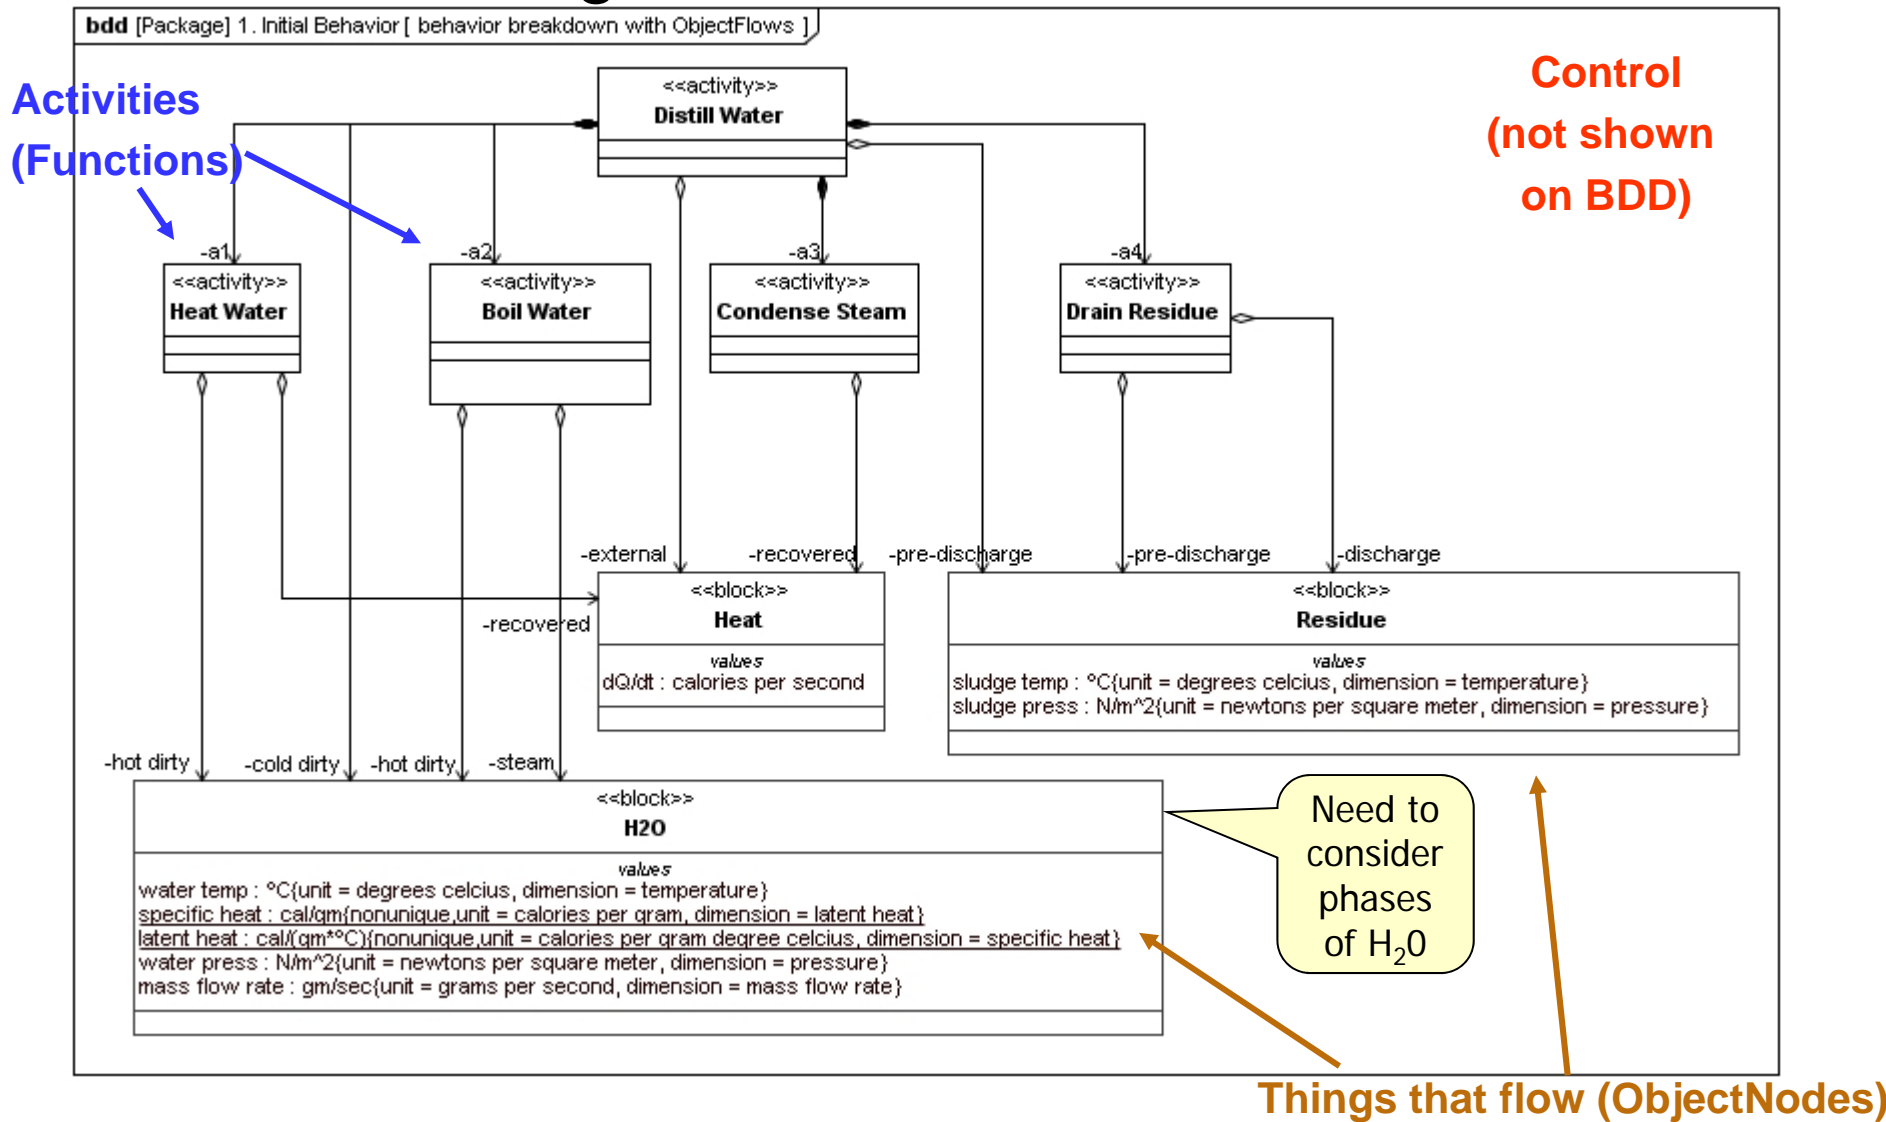 bdd [Package] 1. Initial Behavior [ behavior breakdown with ObjectFlows ]
Activities
(Functions)
Control
(not shown
on BDD)
<<activity>>
Distill Water
-a1
-a2
-a3
-a4
<<activity>>
Heat Water
<<activity>>
Boil Water
<<activity>>
Condense Steam
<<activity>>
Drain Residue
-external
-recovered
-pre-discharge
-pre-discharge
-discharge
-recovered
<<block>>
Heat
values
dQ/dt : calories per second
<<block>>
Residue
values
sludge temp : °C{unit = degrees celcius, dimension = temperature}
sludge press : N/m^2{unit = newtons per square meter, dimension = pressure}
-hot dirty
-cold dirty
-hot dirty
-steam
<<block>>
H2O
values
water temp : °C{unit = degrees celcius, dimension = temperature}
specific heat : cal/gm{nonunique,unit = calories per gram, dimension = latent heat}
latent heat : cal/(gm*°C){nonunique,unit = calories per gram degree celcius, dimension = specific heat}
water press : N/m^2{unit = newtons per square meter, dimension = pressure}
mass flow rate : gm/sec{unit = grams per second, dimension = mass flow rate}
Need to
consider
phases
of H₂0
Things that flow (ObjectNodes)